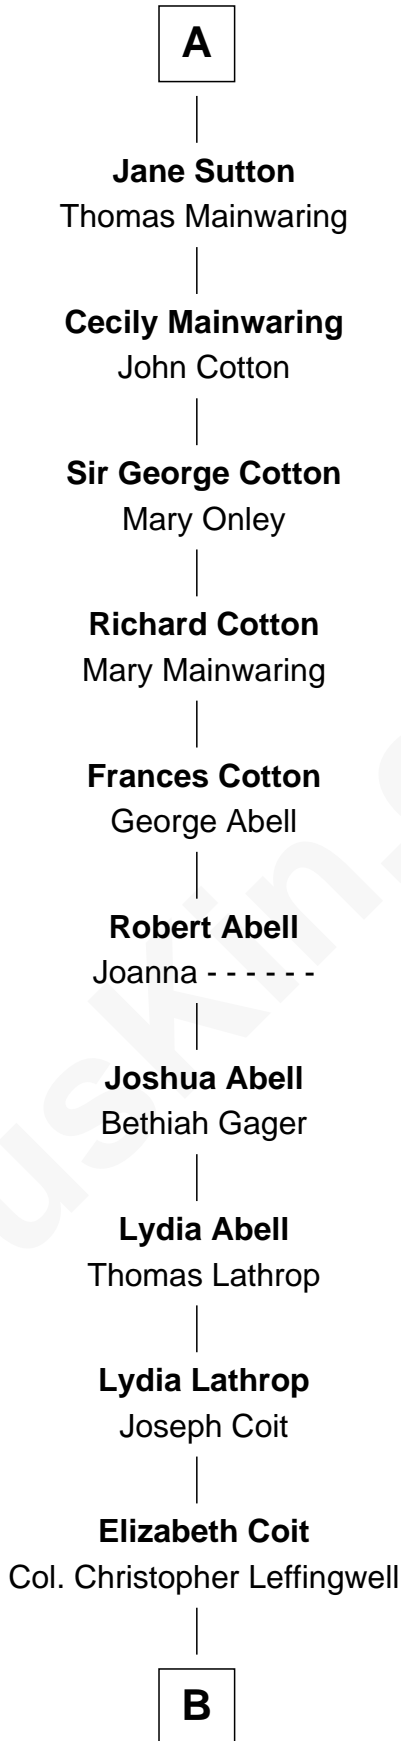 A
Jane Sutton
Thomas Mainwaring
Cecily Mainwaring
John Cotton
Sir George Cotton
Mary Onley
Richard Cotton
Mary Mainwaring
Frances Cotton
George Abell
Robert Abell
Joanna - - - - - -
Joshua Abell
Bethiah Gager
Lydia Abell
Thomas Lathrop
Lydia Lathrop
Joseph Coit
Elizabeth Coit
Col. Christopher Leffingwell
B